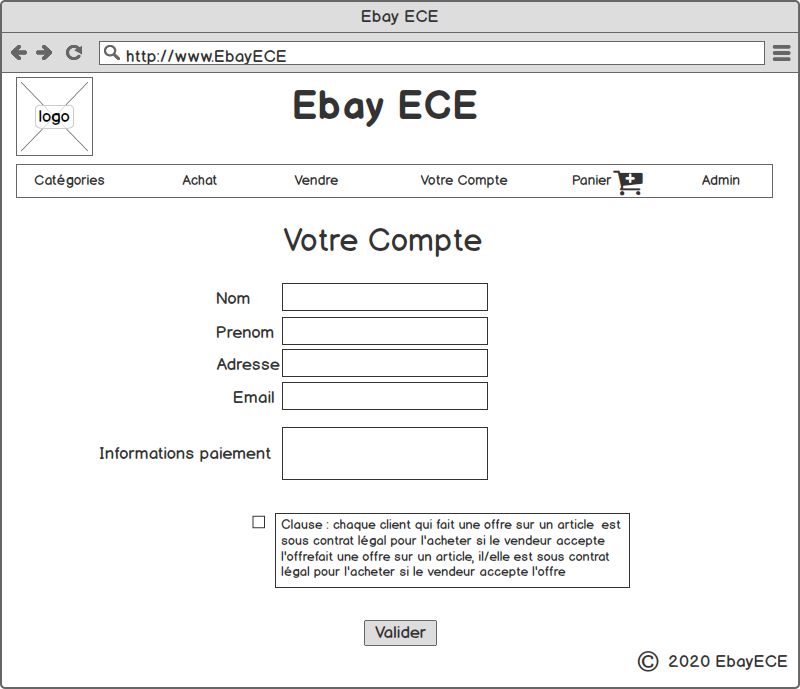 Ebay ECE
http://www.EbayECE
logo
Ebay ECE
Catégories Achat Vendre Votre Compte Panier Admin
Votre Compte
Nom
Prenom
Adresse
Email
Informations paiement
Clause : chaque client qui fait une offre sur un article est
sous contrat légal pour l'acheter si le vendeur accepte
l'offrefait une offre sur un article, il/elle est sous contrat
légal pour l'acheter si le vendeur accepte l'offre
Valider
© 2020 EbayECE